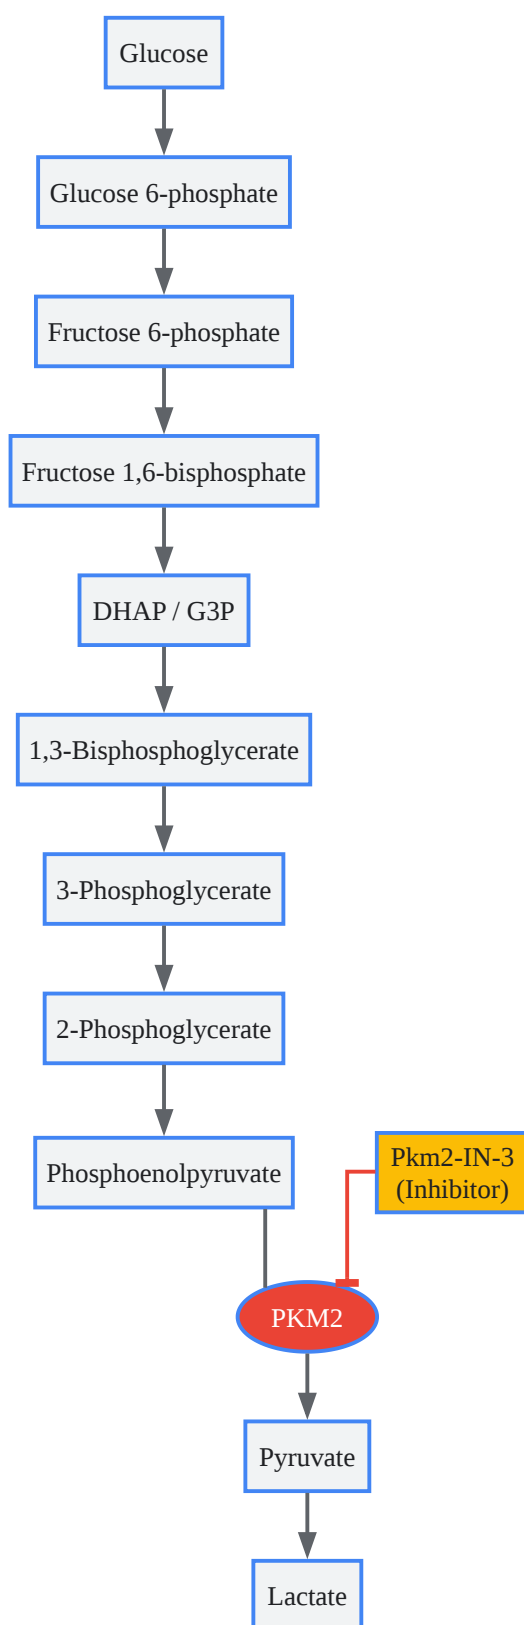 Glucose
Glucose 6-phosphate
Fructose 6-phosphate
Fructose 1,6-bisphosphate
DHAP / G3P
1,3-Bisphosphoglycerate
3-Phosphoglycerate
2-Phosphoglycerate
Phosphoenolpyruvate
Pkm2-IN-3
(Inhibitor)
PKM2
Pyruvate
Lactate